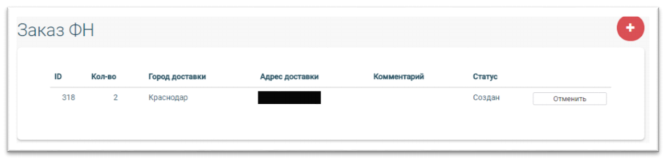 Заказ ФН
ID Кол-во Город доставки Адрес доставки Комментарий Статус
318 2 Краснодар Создан Отменить